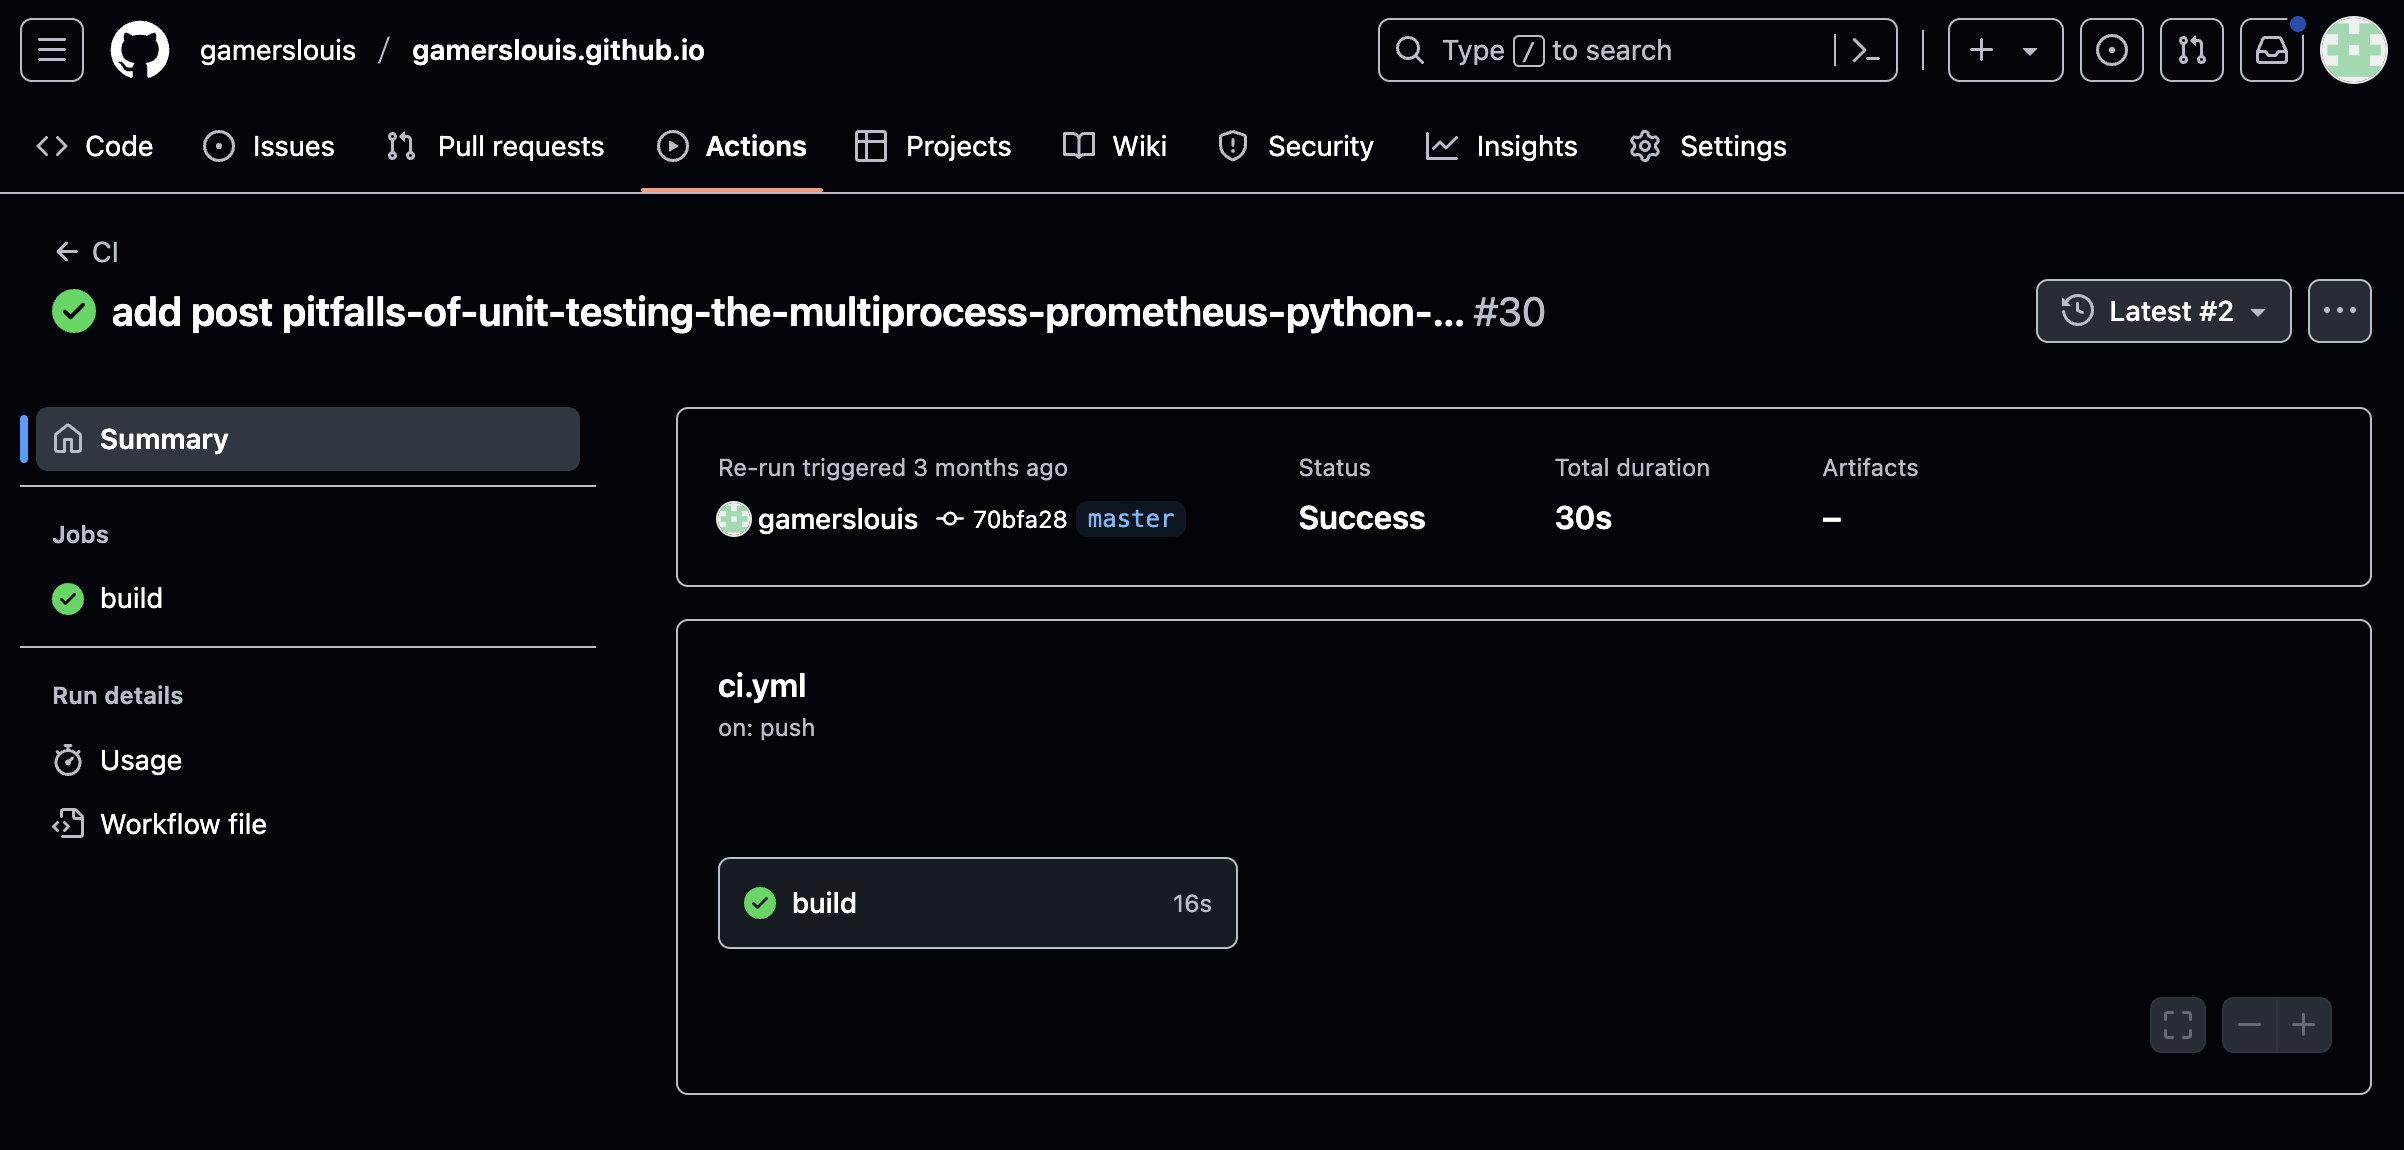 gamerslouis / gamerslouis.github.io
Type / to search
Code Issues Pull requests Actions Projects Wiki Security Insights Settings
← CI
add post pitfalls-of-unit-testing-the-multiprocess-prometheus-python-... #30
Latest #2
Summary
Jobs
build
Run details
Usage
Workflow file
Re-run triggered 3 months ago
gamerslouis 70bfa28 master
Status
Success
Total duration
30s
Artifacts
–
ci.yml
on: push
build 16s